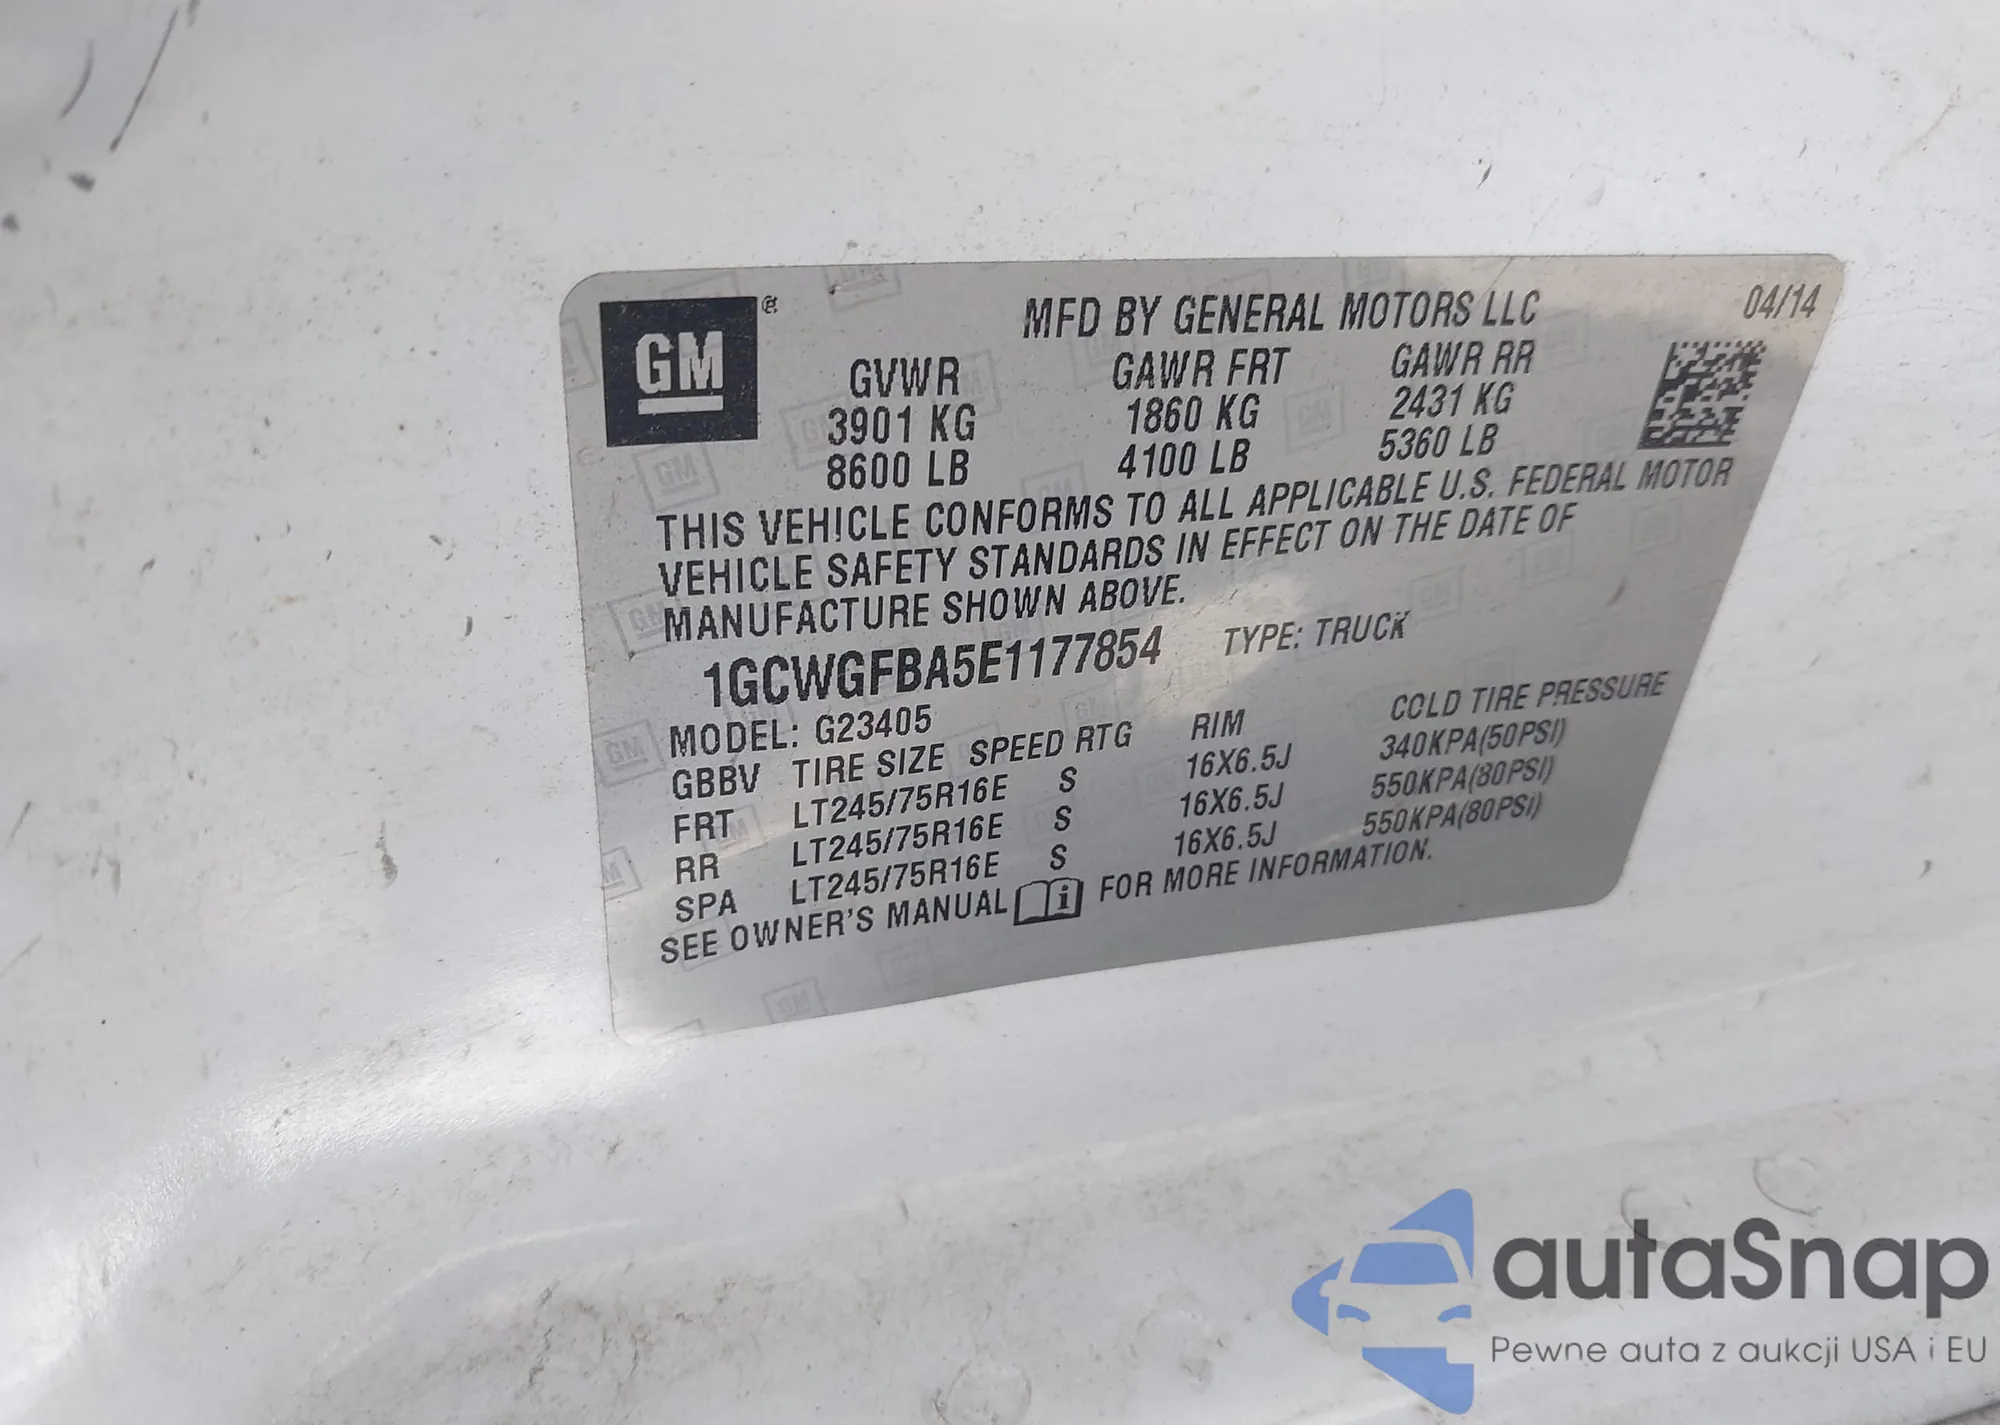 GM ®
MFD BY GENERAL MOTORS LLC 04/14
GVWR GAWR FRT GAWR RR
3901 KG 1860 KG 2431 KG
8600 LB 4100 LB 5360 LB
THIS VEHICLE CONFORMS TO ALL APPLICABLE U.S. FEDERAL MOTOR
VEHICLE SAFETY STANDARDS IN EFFECT ON THE DATE OF
MANUFACTURE SHOWN ABOVE.
1GCWGFBA5E1177854 TYPE: TRUCK
MODEL: G23405
GBBV TIRE SIZE SPEED RTG RIM COLD TIRE PRESSURE
FRT LT245/75R16E S 16X6.5J 340KPA(50PSI)
RR LT245/75R16E S 16X6.5J 550KPA(80PSI)
SPA LT245/75R16E S 16X6.5J 550KPA(80PSI)
SEE OWNER'S MANUAL i FOR MORE INFORMATION.
autaSnap
Pewne auta z aukcji USA i EU